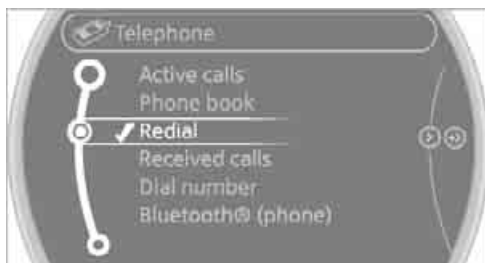 Telephone
Active calls
Phone book
Redial
Received calls
Dial number
Bluetooth® (phone)